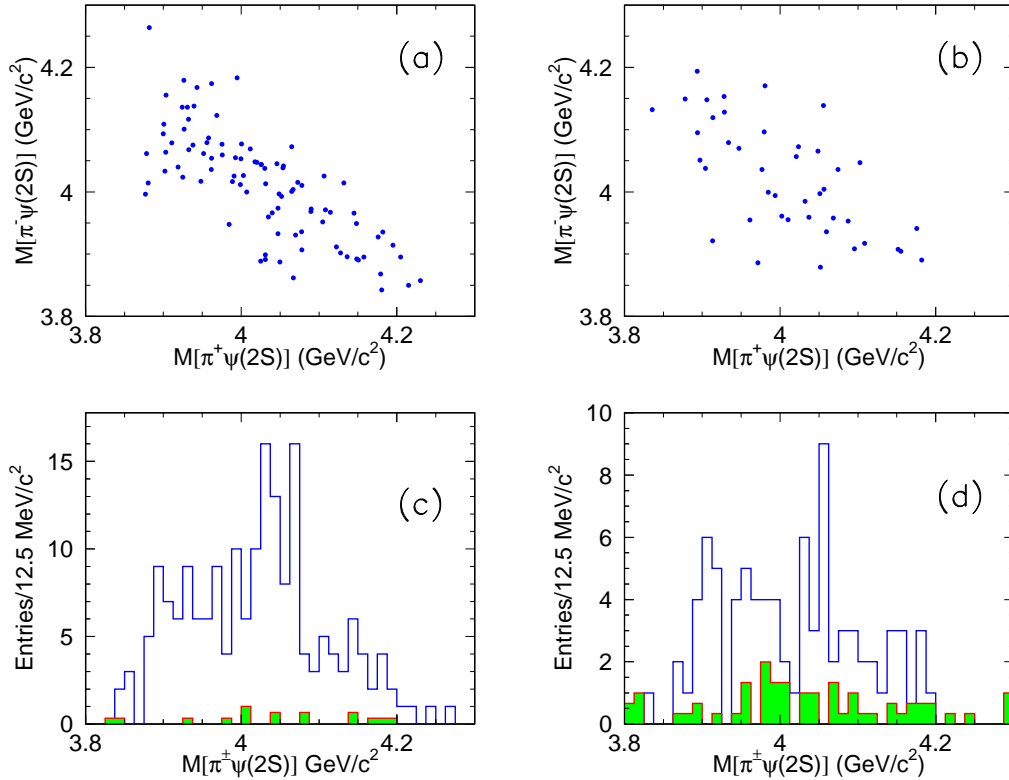 M[π⁻ψ(2S)] (GeV/c²)
4.2
4
3.8
(a)
3.8
4
4.2
M[π⁺ψ(2S)] (GeV/c²)
M[π⁻ψ(2S)] (GeV/c²)
4.2
4
3.8
(b)
3.8
4
4.2
M[π⁺ψ(2S)] (GeV/c²)
Entries/12.5 MeV/c²
15
10
5
0
(c)
3.8
4
4.2
M[π±ψ(2S)] GeV/c²
Entries/12.5 MeV/c²
10
8
6
4
2
0
(d)
3.8
4
4.2
M[π±ψ(2S)] (GeV/c²)